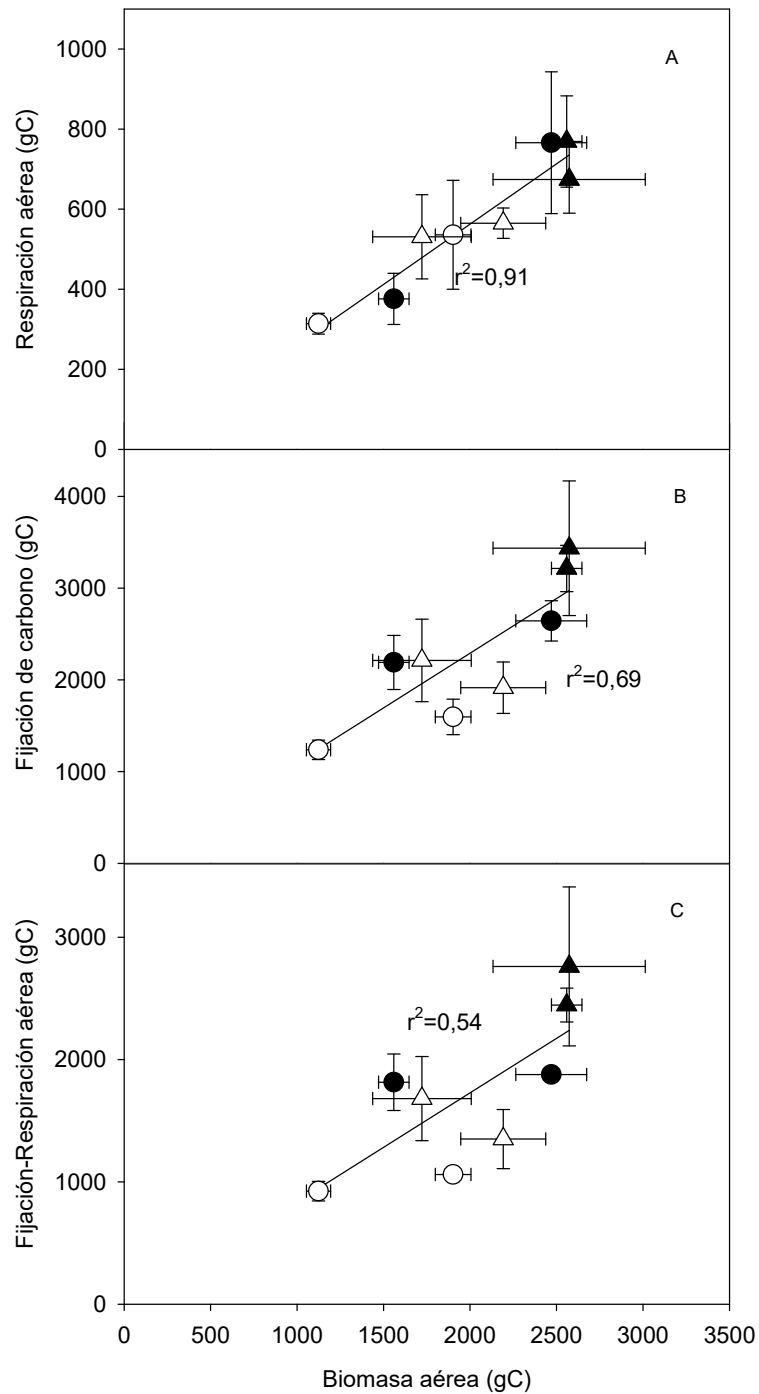 A
Respiración aérea (gC)
1000
800
600
400
200
0
r²=0,91
B
Fijación de carbono (gC)
4000
3000
2000
1000
0
r²=0,69
C
Fijación-Respiración aérea (gC)
3000
2000
1000
0
r²=0,54
0 500 1000 1500 2000 2500 3000 3500
Biomasa aérea (gC)